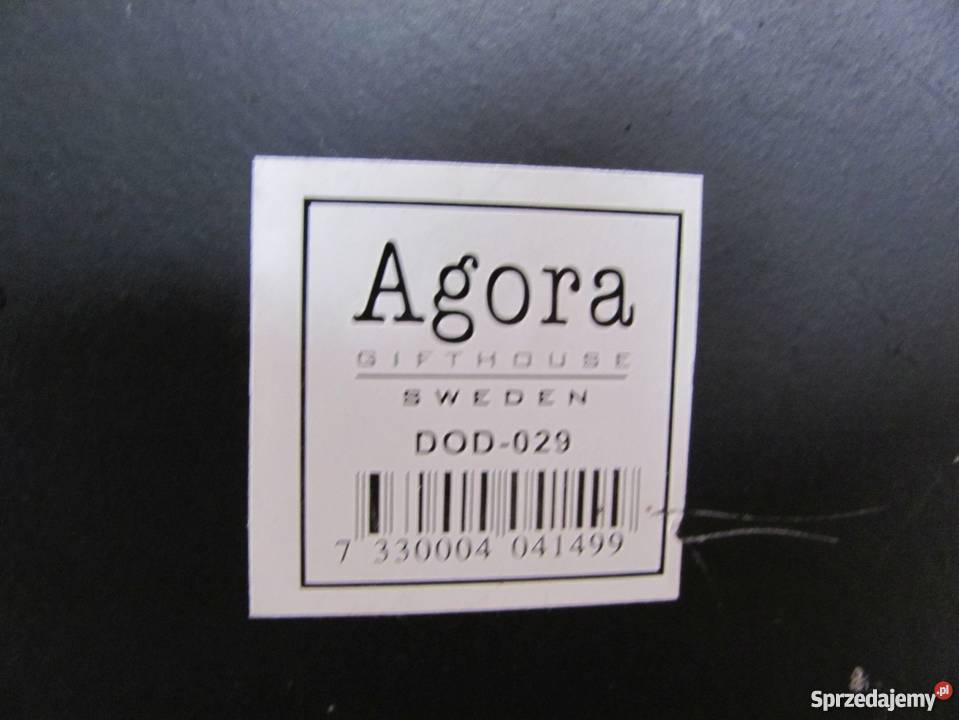 Agora
GIFTHOUSE
SWEDEN
DOD-029
7 330004 041499
Sprzedajemy.pl